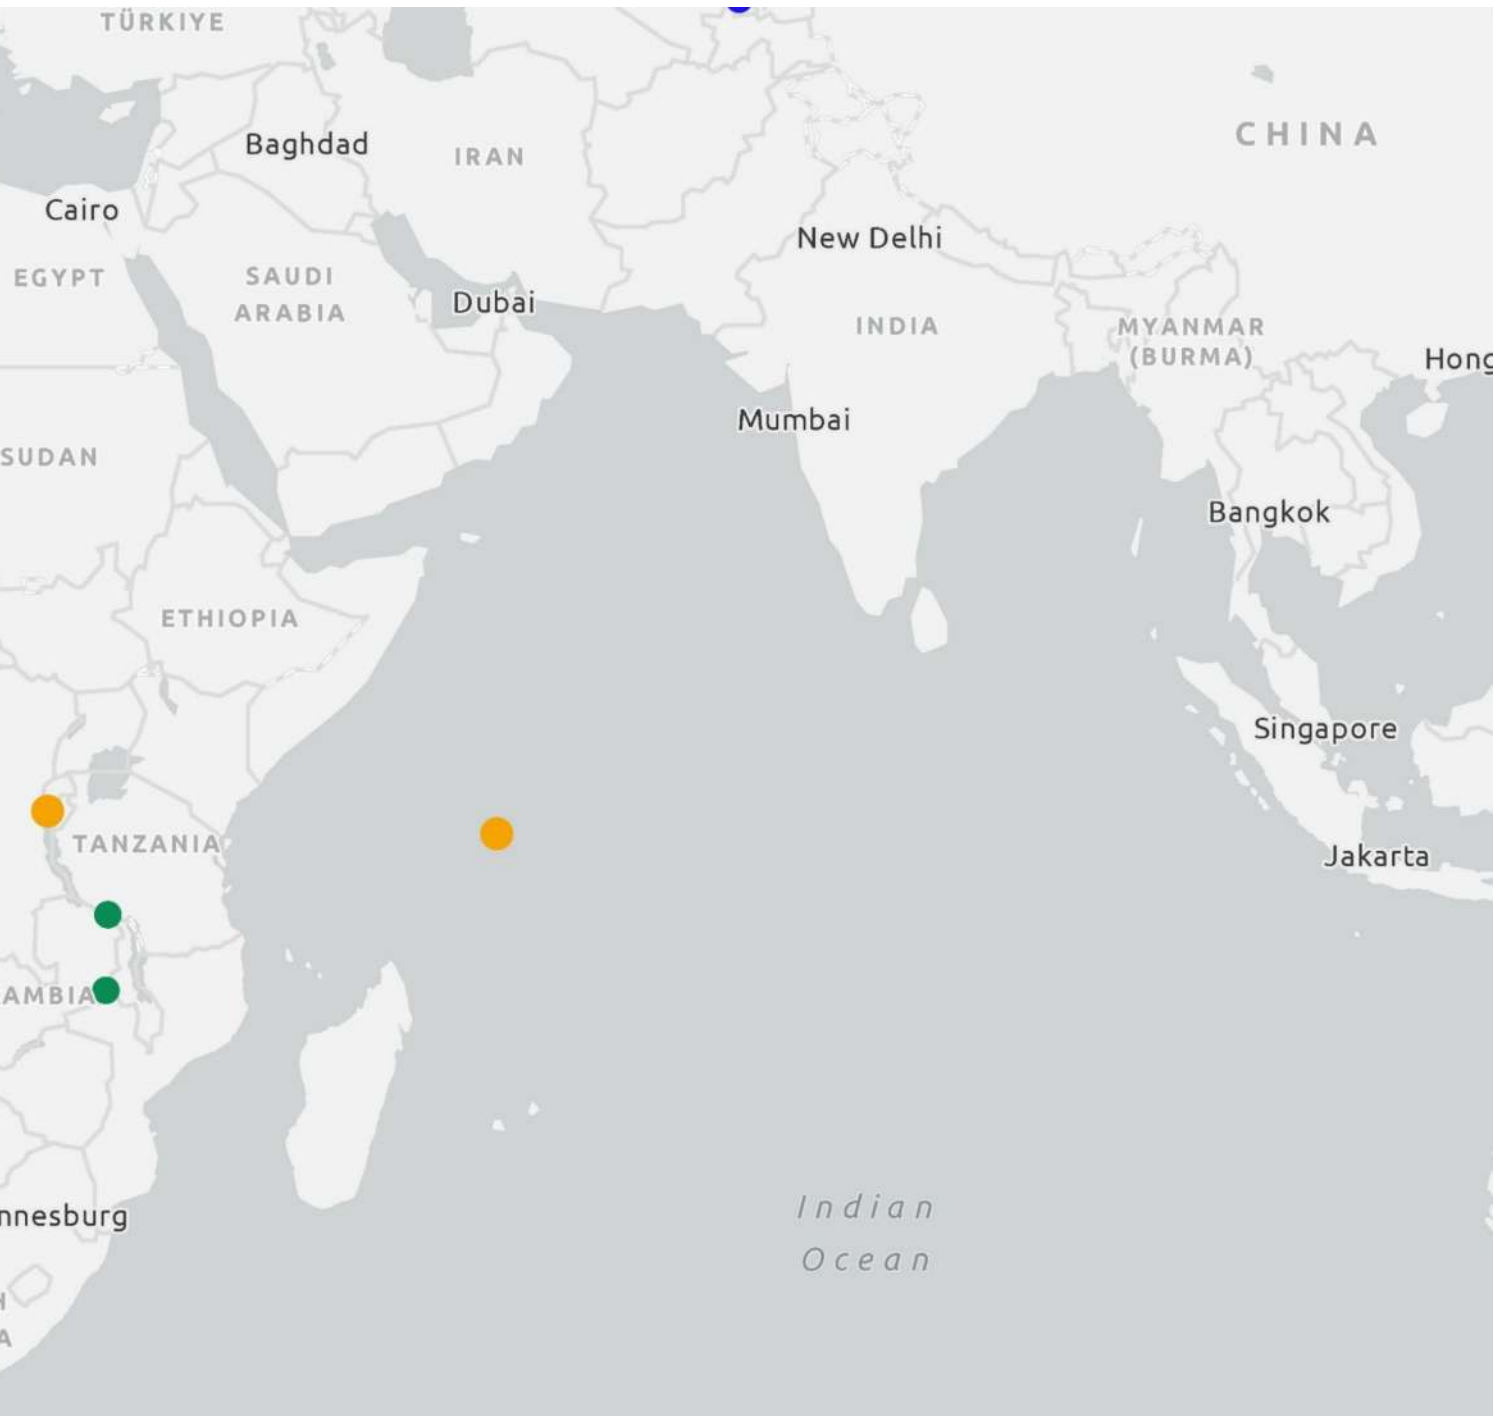 TÜRKIYE
CHINA
Baghdad
IRAN
Cairo
New Delhi
EGYPT
SAUDI
ARABIA
Dubai
INDIA
MYANMAR
(BURMA)
Hong
Mumbai
SUDAN
Bangkok
ETHIOPIA
Singapore
TANZANIA
Jakarta
AMBIA
Indian
Ocean
nnesburg
A